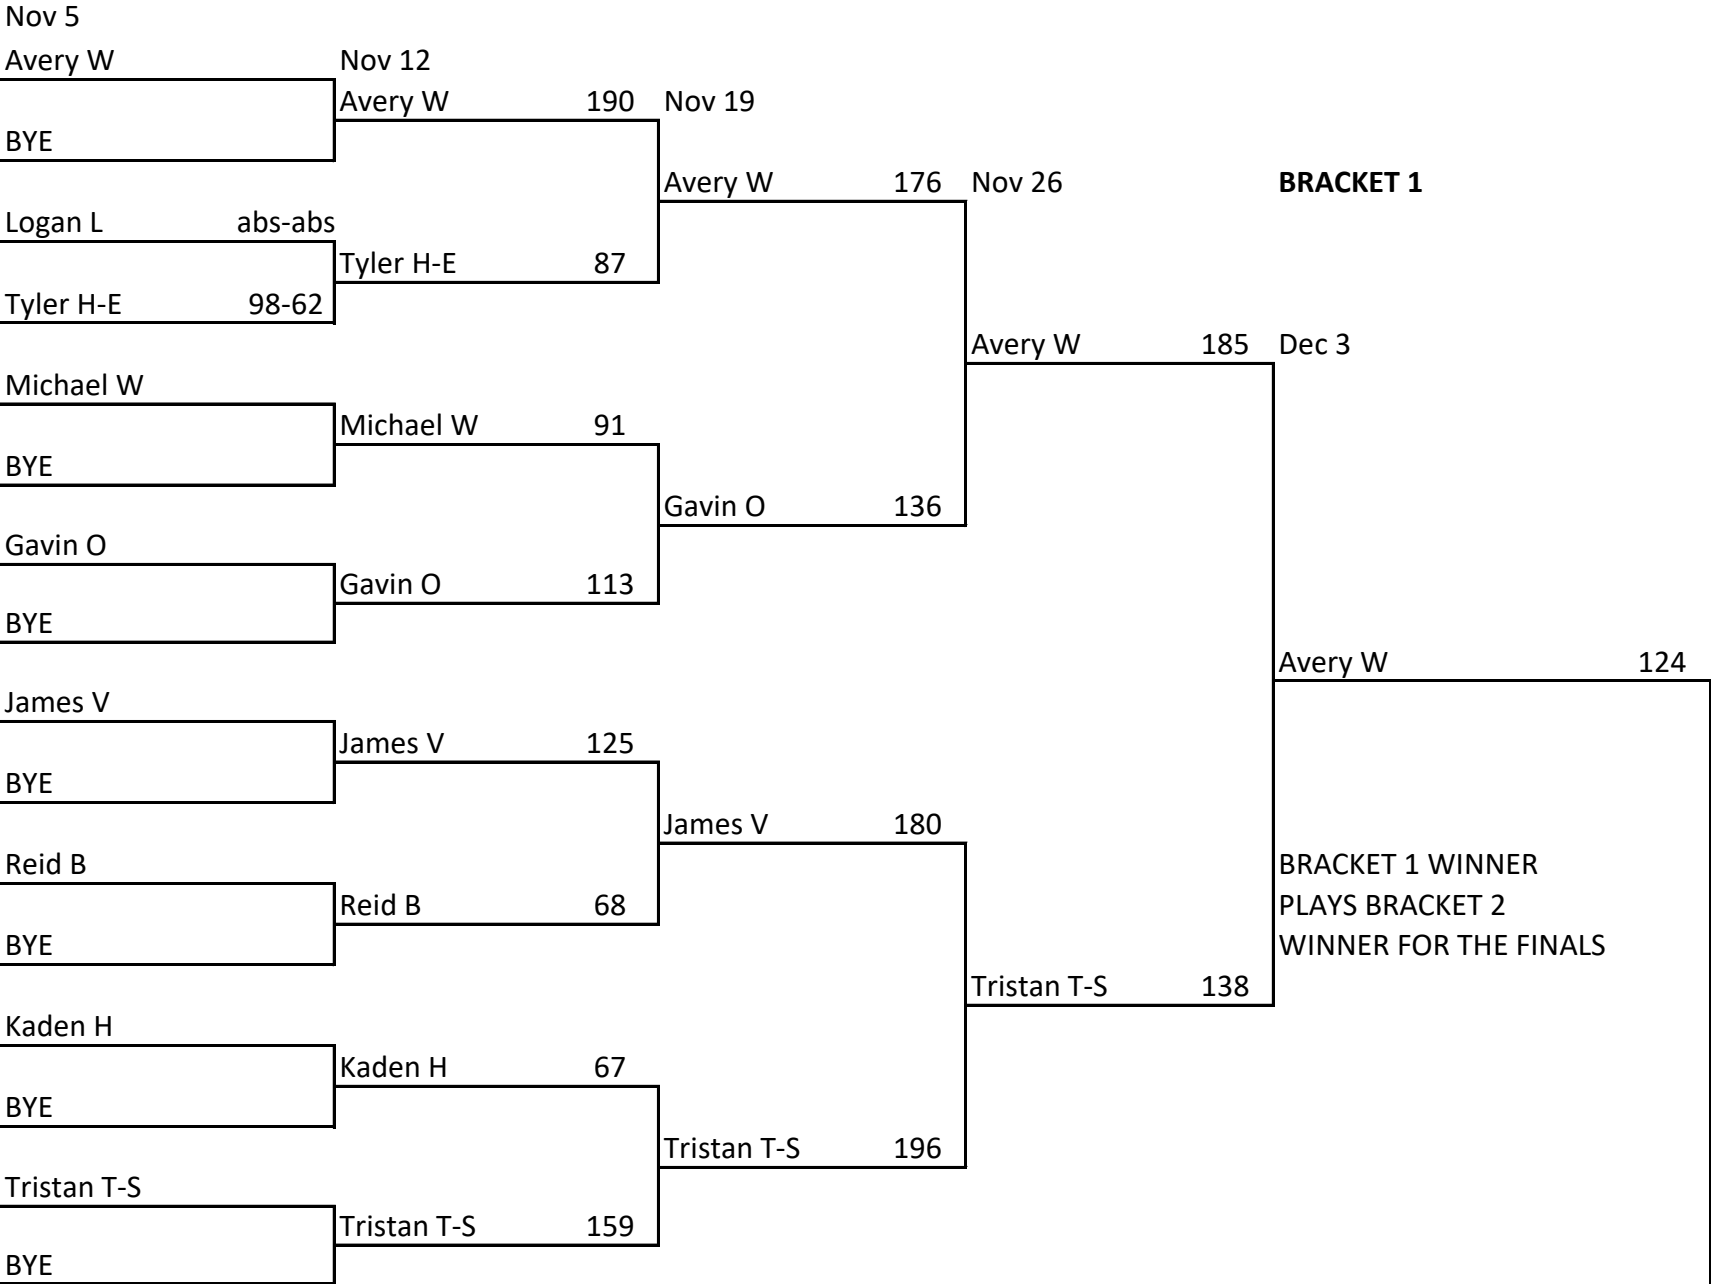 Nov 5
Avery W
BYE
Logan L abs-abs
Tyler H-E 98-62
Michael W
BYE
Gavin O
BYE
James V
BYE
Reid B
BYE
Kaden H
BYE
Tristan T-S
BYE
Nov 12
Avery W 190
Tyler H-E 87
Michael W 91
Gavin O 113
James V 125
Reid B 68
Kaden H 67
Tristan T-S 159
Nov 19
Avery W 176
Gavin O 136
James V 180
Tristan T-S 196
Nov 26
Avery W 185
Tristan T-S 138
BRACKET 1
Dec 3
Avery W 124
BRACKET 1 WINNER
PLAYS BRACKET 2
WINNER FOR THE FINALS